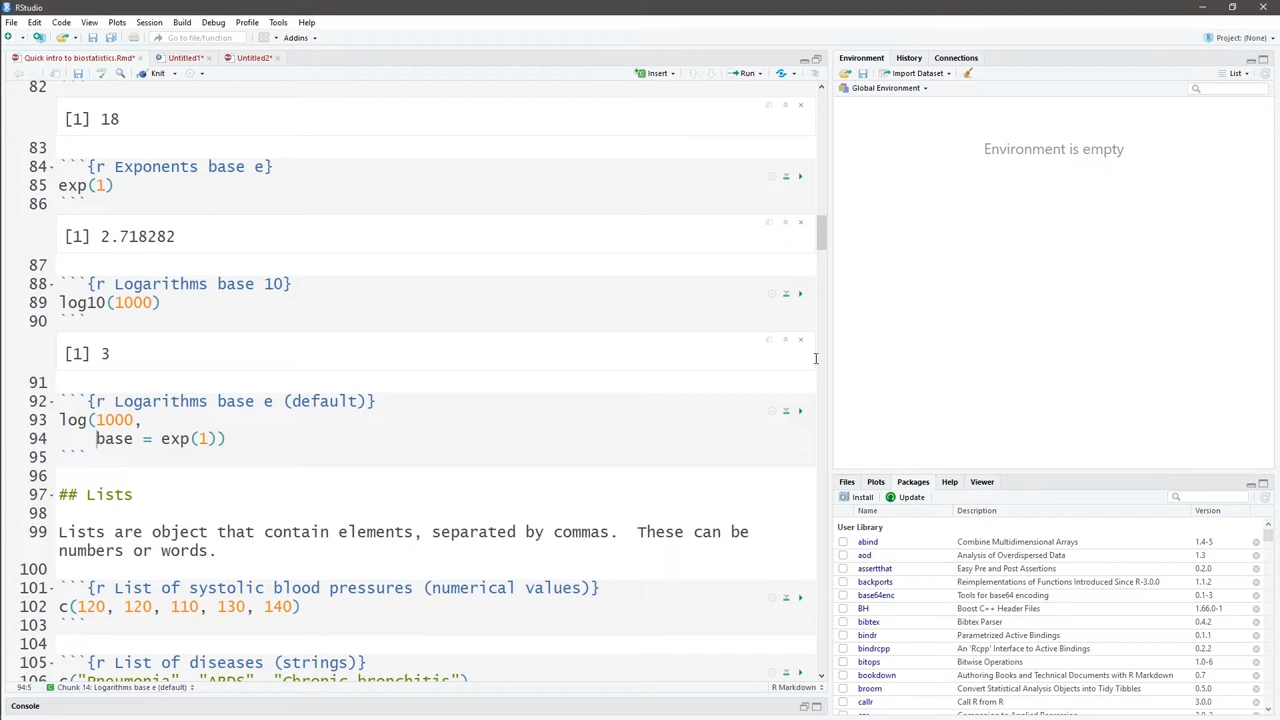 RStudio
File Edit Code View Plots Session Build Debug Profile Tools Help
Go to file/function Addins Project: (None)
Quick intro to biostatistics.Rmd* Untitled1* Untitled2*
Knit Insert Run
82 ```
[1] 18
83
84 ```{r Exponents base e}
85 exp(1)
86 ```
[1] 2.718282
87
88 ```{r Logarithms base 10}
89 log10(1000)
90 ```
[1] 3
91
92 ```{r Logarithms base e (default)}
93 log(1000,
94 base = exp(1))
95 ```
96
97 ## Lists
98
99 Lists are object that contain elements, separated by commas.  These can be
numbers or words.
100
101 ```{r List of systolic blood pressures (numerical values)}
102 c(120, 120, 110, 130, 140)
103 ```
104
105 ```{r List of diseases (strings)}
106 c("Pneumonia", "ARDS", "Chronic bronchitis")
94:5 Chunk 14: Logarithms base e (default) R Markdown
Console
Environment History Connections
Import Dataset List
Global Environment
Environment is empty
Files Plots Packages Help Viewer
Install Update
Name Description Version
User Library
abind Combine Multidimensional Arrays 1.4-5
aod Analysis of Overdispersed Data 1.3
assertthat Easy Pre and Post Assertions 0.2.0
backports Reimplementations of Functions Introduced Since R-3.0.0 1.1.2
base64enc Tools for base64 encoding 0.1-3
BH Boost C++ Header Files 1.66.0-1
bibtex Bibtex Parser 0.4.2
bindr Parametrized Active Bindings 0.1.1
bindrcpp An 'Rcpp' Interface to Active Bindings 0.2.2
bitops Bitwise Operations 1.0-6
bookdown Authoring Books and Technical Documents with R Markdown 0.7
broom Convert Statistical Analysis Objects into Tidy Tibbles 0.5.0
callr Call R from R 3.0.0
car Companion to Applied Regression